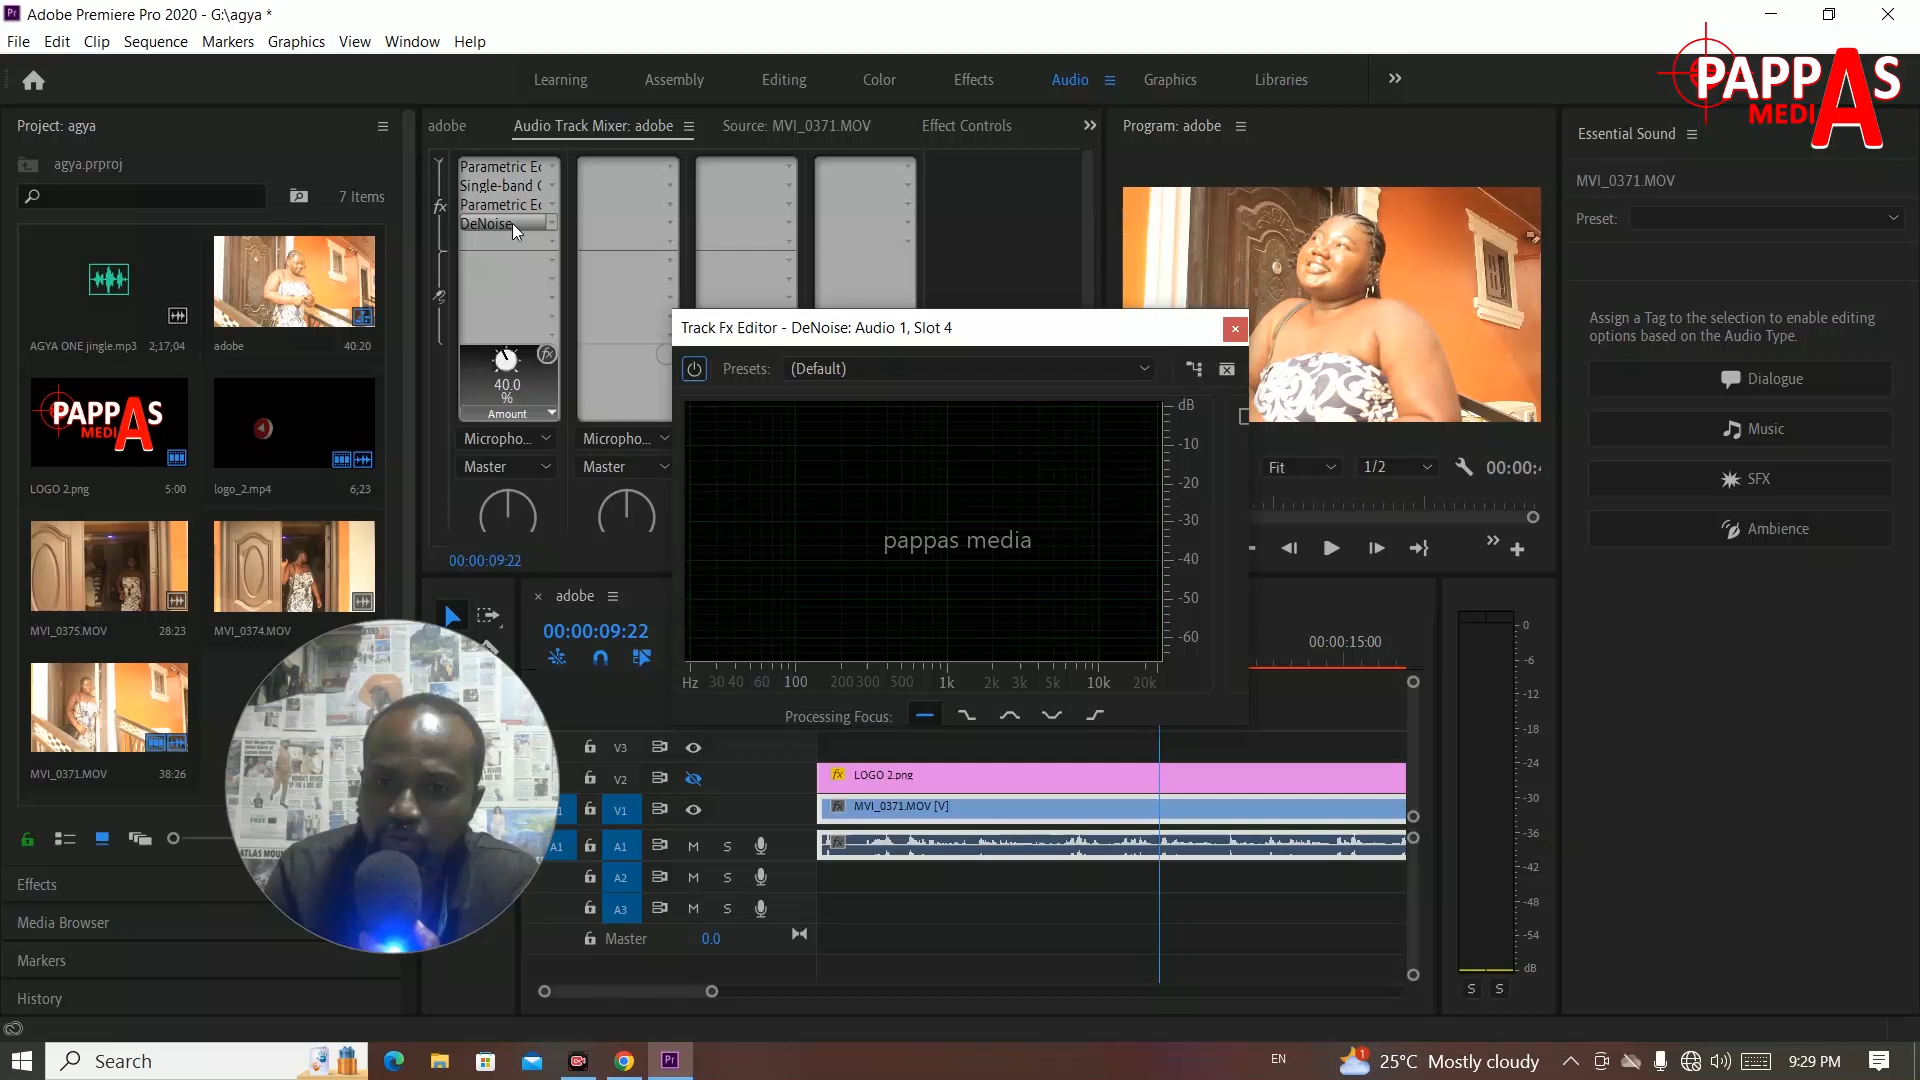 Adobe Premiere Pro 2020 - G:\agya *
File Edit Clip Sequence Markers Graphics View Window Help
PAPPAS
MEDI
Learning Assembly Editing Color Effects Audio Graphics Libraries
Project: agya
adobe
Audio Track Mixer: adobe
Source: MVI_0371.MOV
Effect Controls
Program: adobe
Essential Sound
agya.prproj
7 Items
AGYA ONE jingle.mp3 2;17;04
adobe 40:20
PAPPAS
MEDI
LOGO 2.png 5:00
logo_2.mp4 6;23
MVI_0375.MOV 28:23
MVI_0374.MOV
MVI_0371.MOV 38:26
Effects
Media Browser
Markers
History
Parametric Ec
Single-band C
Parametric Ec
DeNoise
fx
40.0
%
Amount
Micropho...
Micropho...
Master
Master
00:00:09:22
Track Fx Editor - DeNoise: Audio 1, Slot 4
Presets: (Default)
dB
-10
-20
-30
-40
-50
-60
pappas media
Hz 30 40 60 100 200 300 500 1k 2k 3k 5k 10k 20k
Processing Focus:
Fit
1/2
00:00:
MVI_0371.MOV
Preset:
Assign a Tag to the selection to enable editing
options based on the Audio Type.
Dialogue
Music
SFX
Ambience
adobe
00:00:09:22
00:00:15:00
V3
V2
fx LOGO 2.png
V1
fx MVI_0371.MOV [V]
A1 A1 M S
fx
A2 M S
A3 M S
Master 0.0
0
-6
-12
-18
-24
-30
-36
-42
-48
-54
dB
S S
Search
EN
25°C Mostly cloudy
9:29 PM